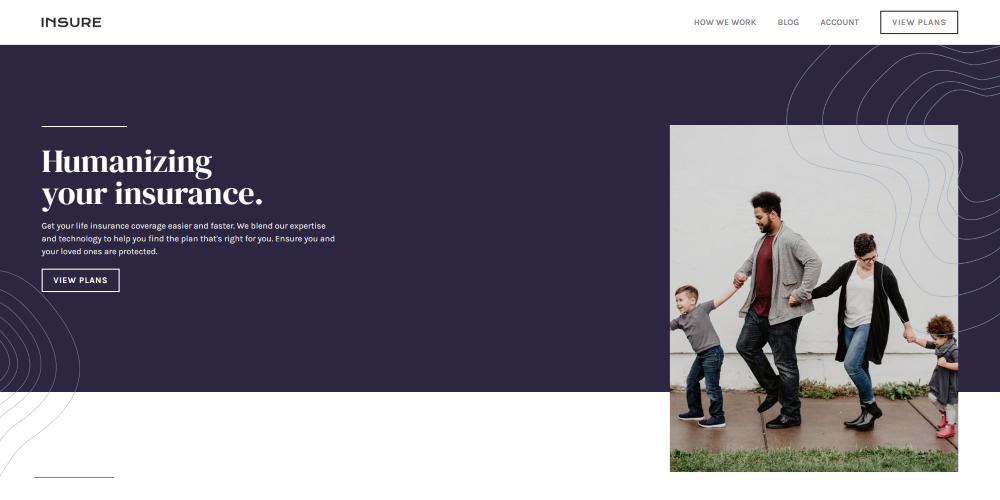 INSURE
HOW WE WORK
BLOG
ACCOUNT
VIEW PLANS
Humanizing
your insurance.
Get your life insurance coverage easier and faster. We blend our expertise
and technology to help you find the plan that's right for you. Ensure you and
your loved ones are protected.
VIEW PLANS